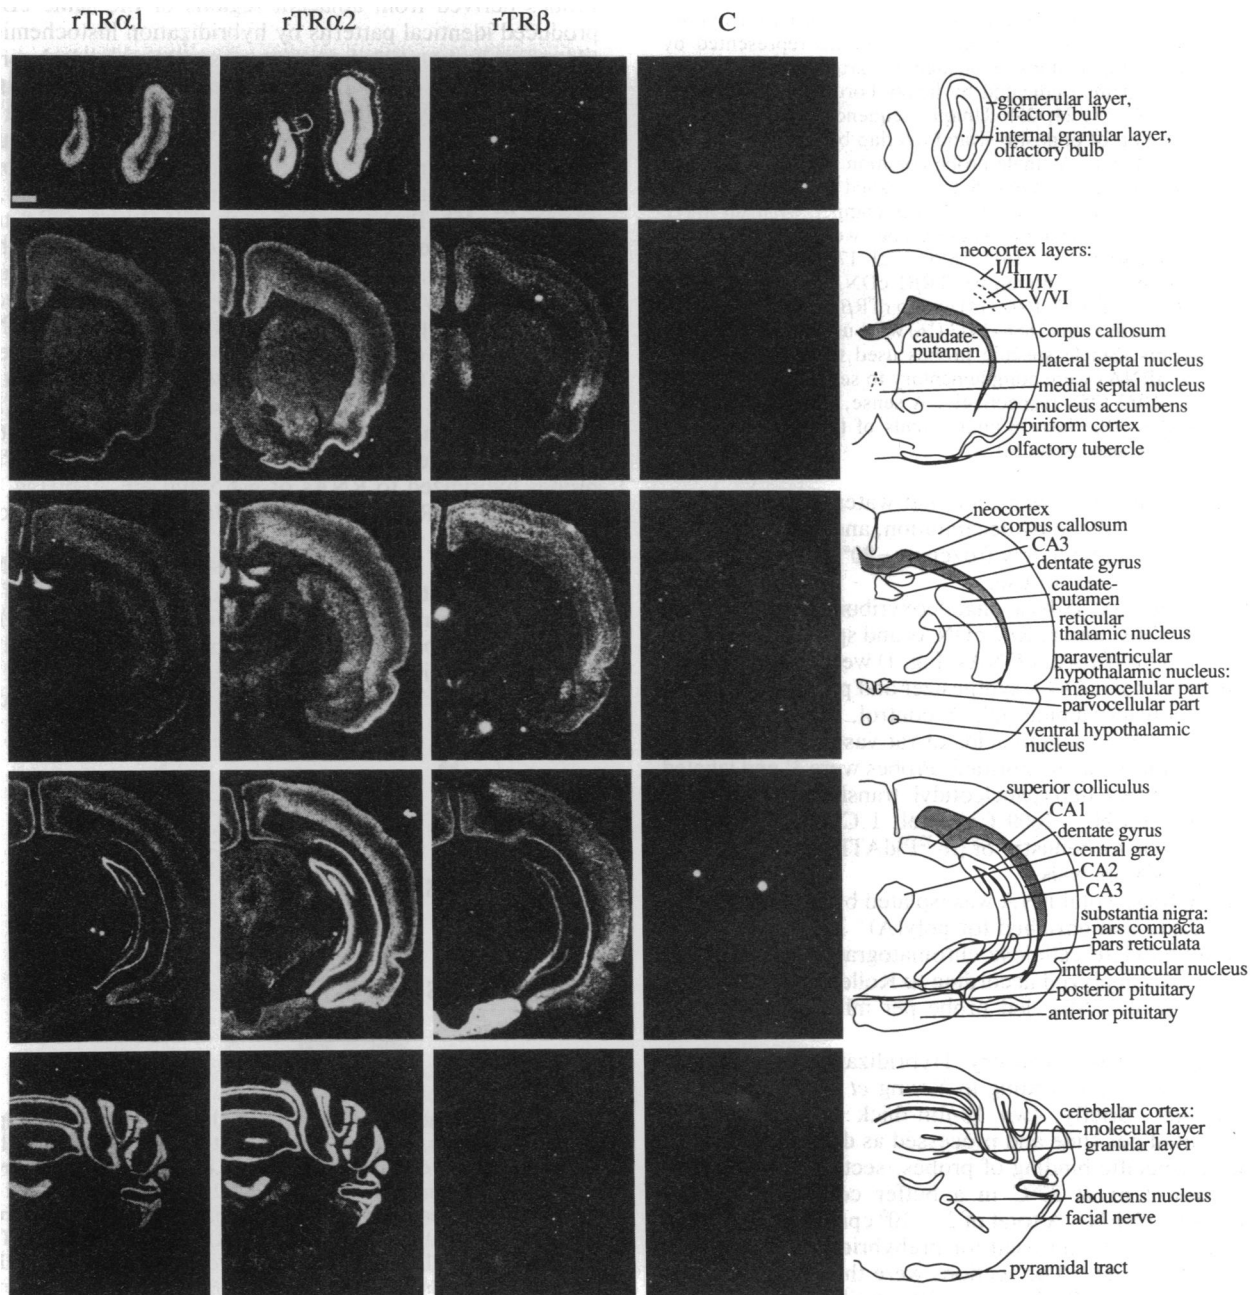 rTRα1 rTRα2 rTRβ C
glomerular layer,
olfactory bulb
internal granular layer,
olfactory bulb
neocortex layers:
I/II
III/IV
V/VI
corpus callosum
caudate-
putamen
lateral septal nucleus
medial septal nucleus
nucleus accumbens
piriform cortex
olfactory tubercle
neocortex
corpus callosum
CA3
dentate gyrus
caudate-
putamen
reticular
thalamic nucleus
paraventricular
hypothalamic nucleus:
magnocellular part
parvocellular part
ventral hypothalamic
nucleus
superior colliculus
CA1
dentate gyrus
central gray
CA2
CA3
substantia nigra:
pars compacta
pars reticulata
interpeduncular nucleus
posterior pituitary
anterior pituitary
cerebellar cortex:
molecular layer
granular layer
abducens nucleus
facial nerve
pyramidal tract